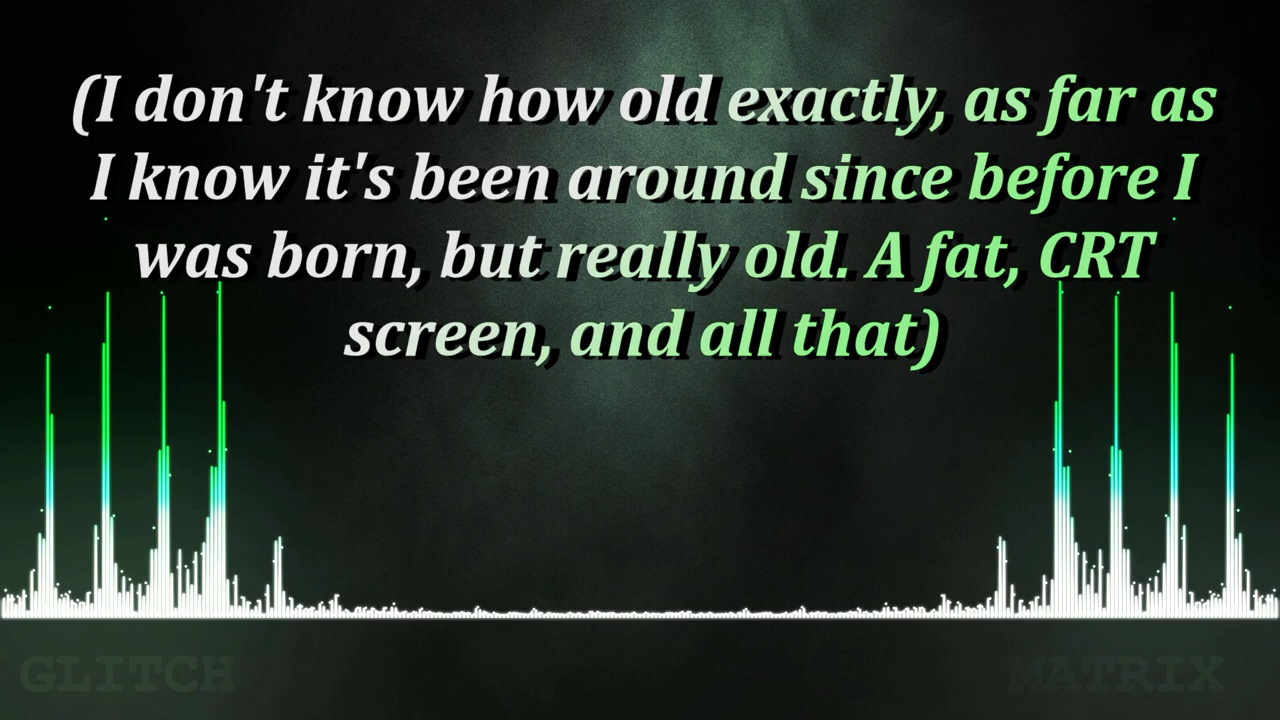 (I don't know how old exactly, as far as
I know it's been around since before I
was born, but really old. A fat, CRT
screen, and all that)
GLITCH
MATRIX